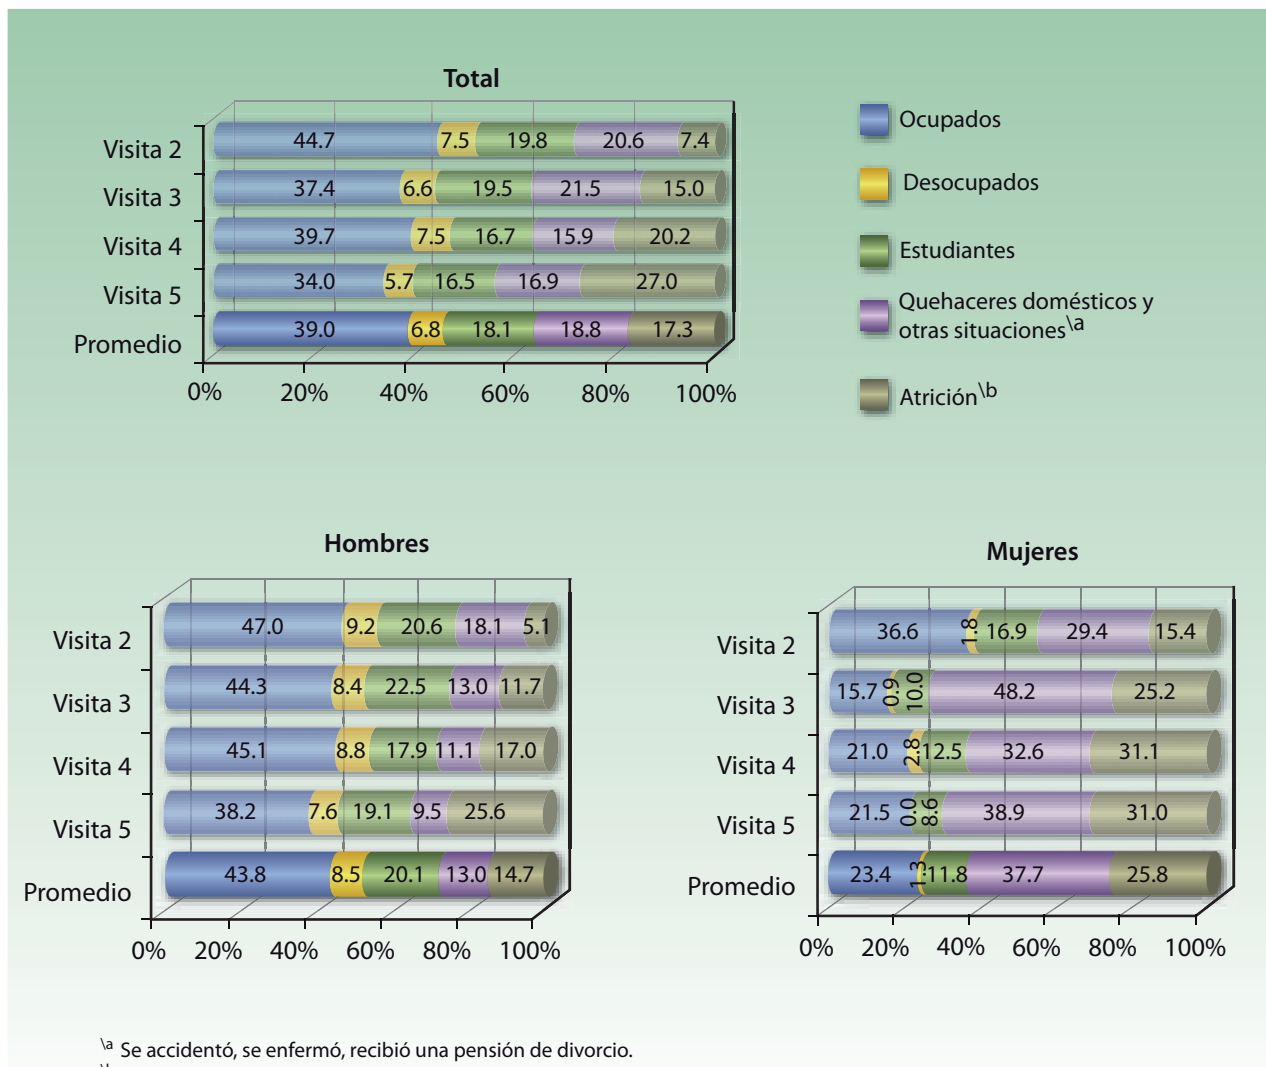 Total
Visita 2 44.7 7.5 19.8 20.6 7.4
Visita 3 37.4 6.6 19.5 21.5 15.0
Visita 4 39.7 7.5 16.7 15.9 20.2
Visita 5 34.0 5.7 16.5 16.9 27.0
Promedio 39.0 6.8 18.1 18.8 17.3
0% 20% 40% 60% 80% 100%
Ocupados
Desocupados
Estudiantes
Quehaceres domésticos y
otras situaciones\a
Atrición\b
Hombres
Visita 2 47.0 9.2 20.6 18.1 5.1
Visita 3 44.3 8.4 22.5 13.0 11.7
Visita 4 45.1 8.8 17.9 11.1 17.0
Visita 5 38.2 7.6 19.1 9.5 25.6
Promedio 43.8 8.5 20.1 13.0 14.7
0% 20% 40% 60% 80% 100%
Mujeres
Visita 2 36.6 1.8 16.9 29.4 15.4
Visita 3 15.7 0.9 10.0 48.2 25.2
Visita 4 21.0 2.8 12.5 32.6 31.1
Visita 5 21.5 0.0 8.6 38.9 31.0
Promedio 23.4 1.3 11.8 37.7 25.8
0% 20% 40% 60% 80% 100%
\a Se accidentó, se enfermó, recibió una pensión de divorcio.